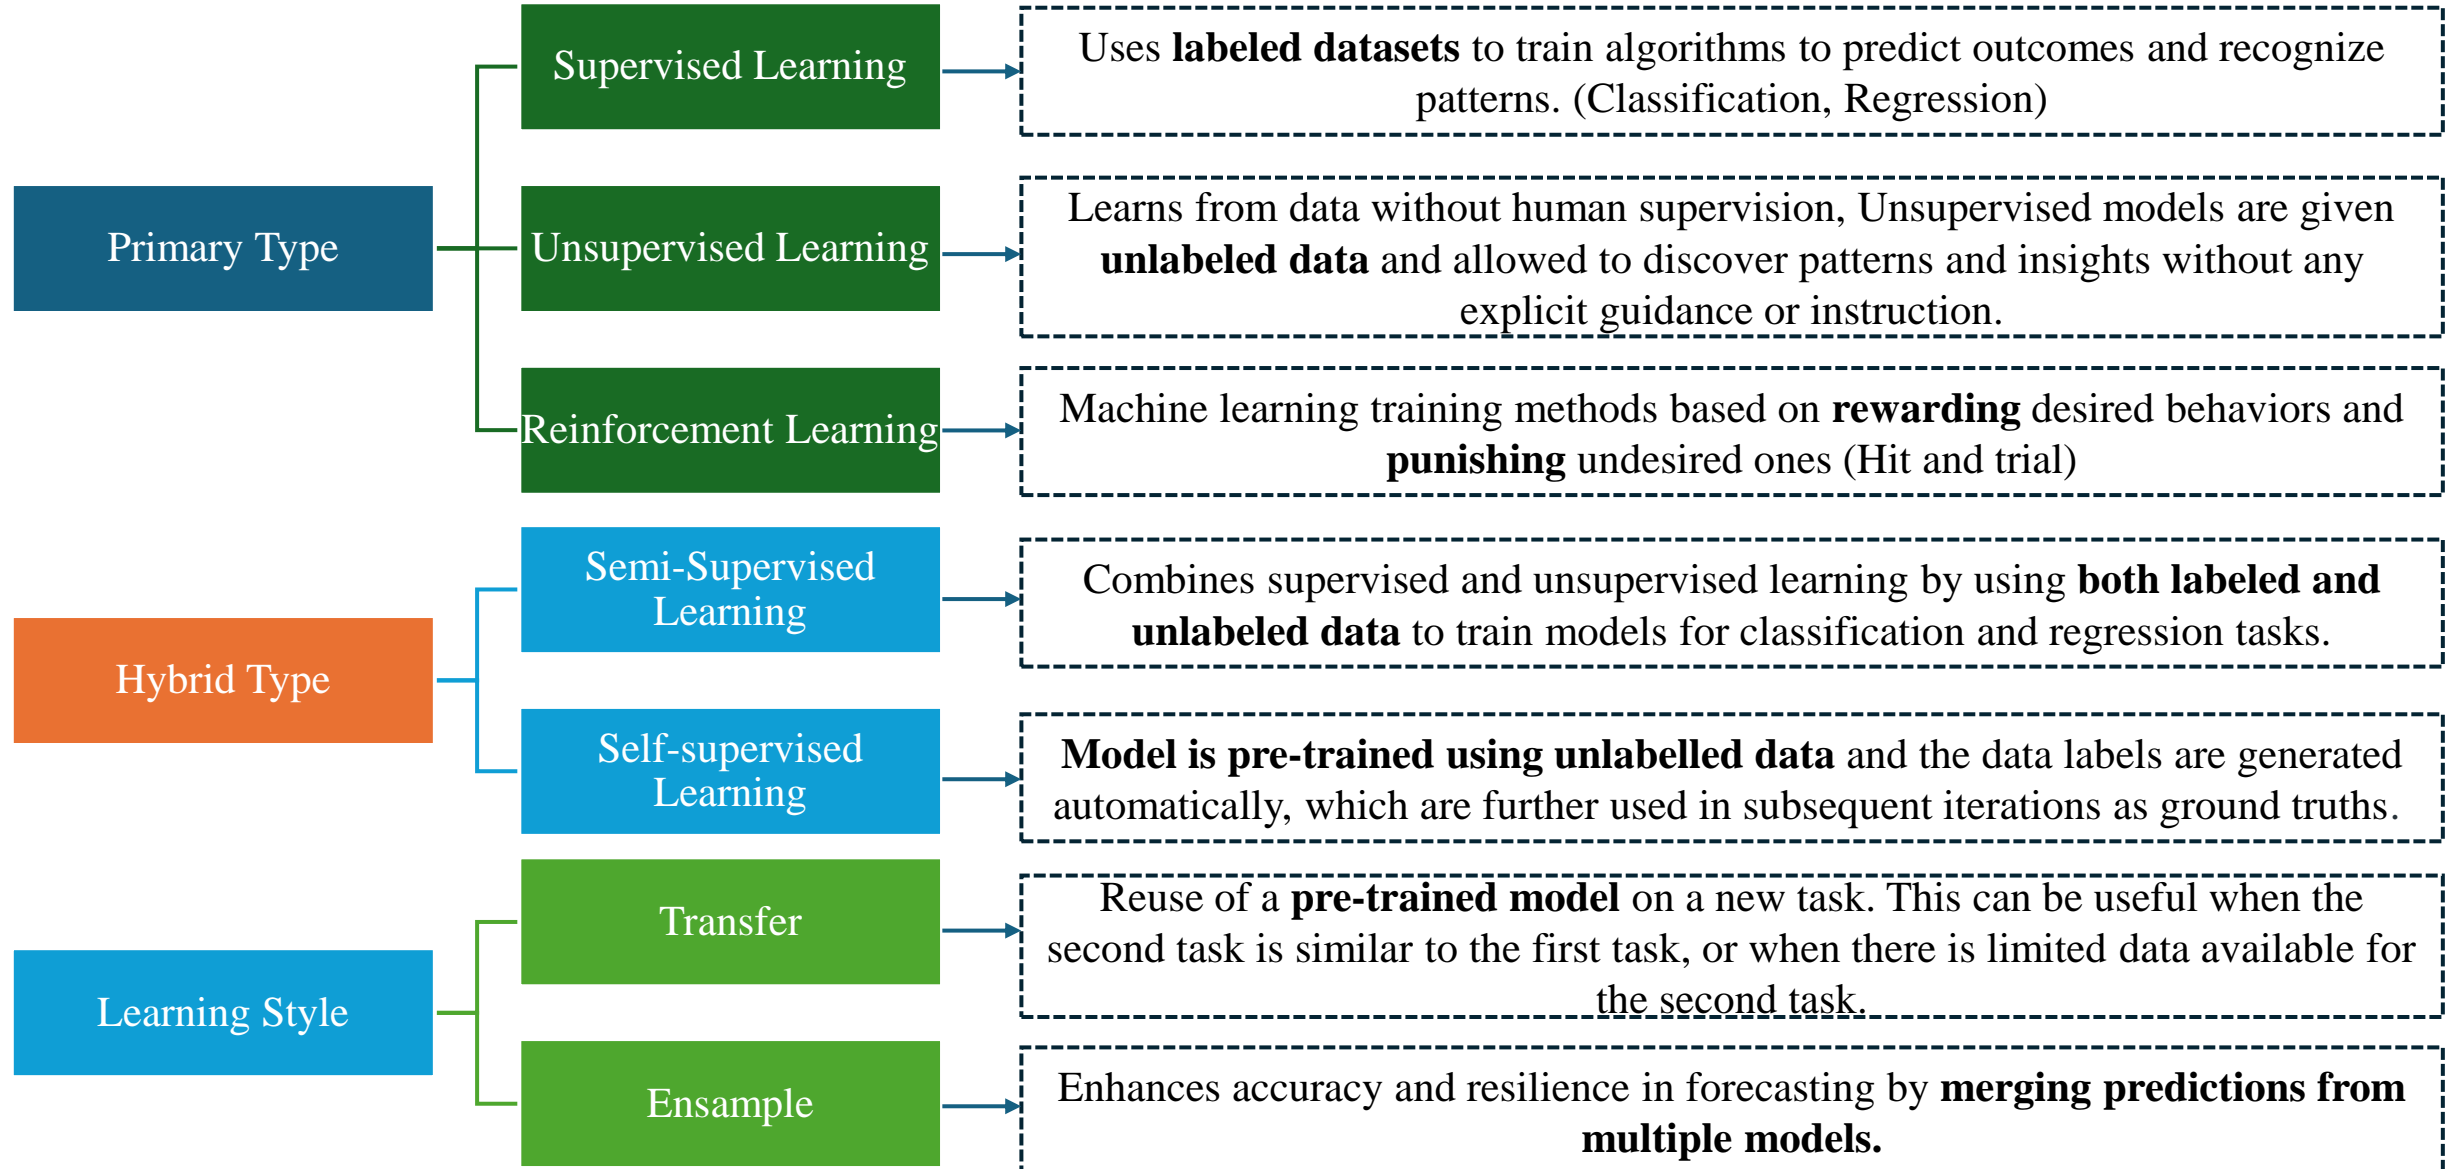 Primary Type
Supervised Learning
Uses labeled datasets to train algorithms to predict outcomes and recognize
patterns. (Classification, Regression)
Unsupervised Learning
Learns from data without human supervision, Unsupervised models are given
unlabeled data and allowed to discover patterns and insights without any
explicit guidance or instruction.
Reinforcement Learning
Machine learning training methods based on rewarding desired behaviors and
punishing undesired ones (Hit and trial)
Hybrid Type
Semi-Supervised
Learning
Combines supervised and unsupervised learning by using both labeled and
unlabeled data to train models for classification and regression tasks.
Self-supervised
Learning
Model is pre-trained using unlabelled data and the data labels are generated
automatically, which are further used in subsequent iterations as ground truths.
Learning Style
Transfer
Reuse of a pre-trained model on a new task. This can be useful when the
second task is similar to the first task, or when there is limited data available for
the second task.
Ensample
Enhances accuracy and resilience in forecasting by merging predictions from
multiple models.